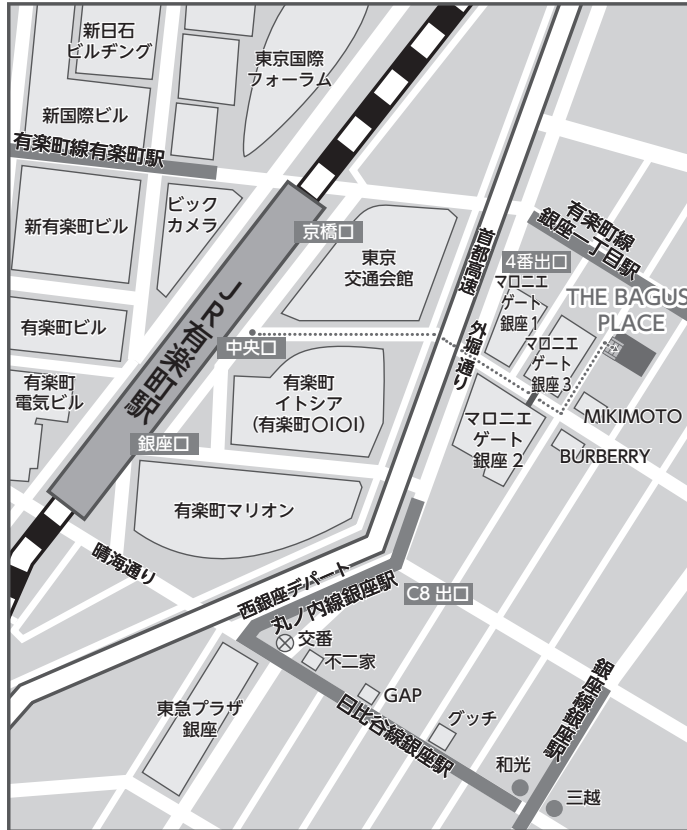 新日石
ビルヂング
東京国際
フォーラム
新国際ビル
有楽町線有楽町駅
ビック
カメラ
新有楽町ビル
京橋口
東京
交通会館
首都高速
外堀通り
有楽町線
銀座一丁目駅
4番出口
マロニエ
ゲート
銀座1
THE BAGUS
PLACE
マロニエ
ゲート
銀座3
JR有楽町駅
有楽町ビル
中央口
有楽町
電気ビル
有楽町
イトシア
(有楽町OIOI)
マロニエ
ゲート
銀座2
MIKIMOTO
BURBERRY
銀座口
有楽町マリオン
晴海通り
西銀座デパート
丸ノ内線銀座駅
C8 出口
交番
不二家
GAP
グッチ
日比谷線銀座駅
銀座線銀座駅
東急プラザ
銀座
和光
三越